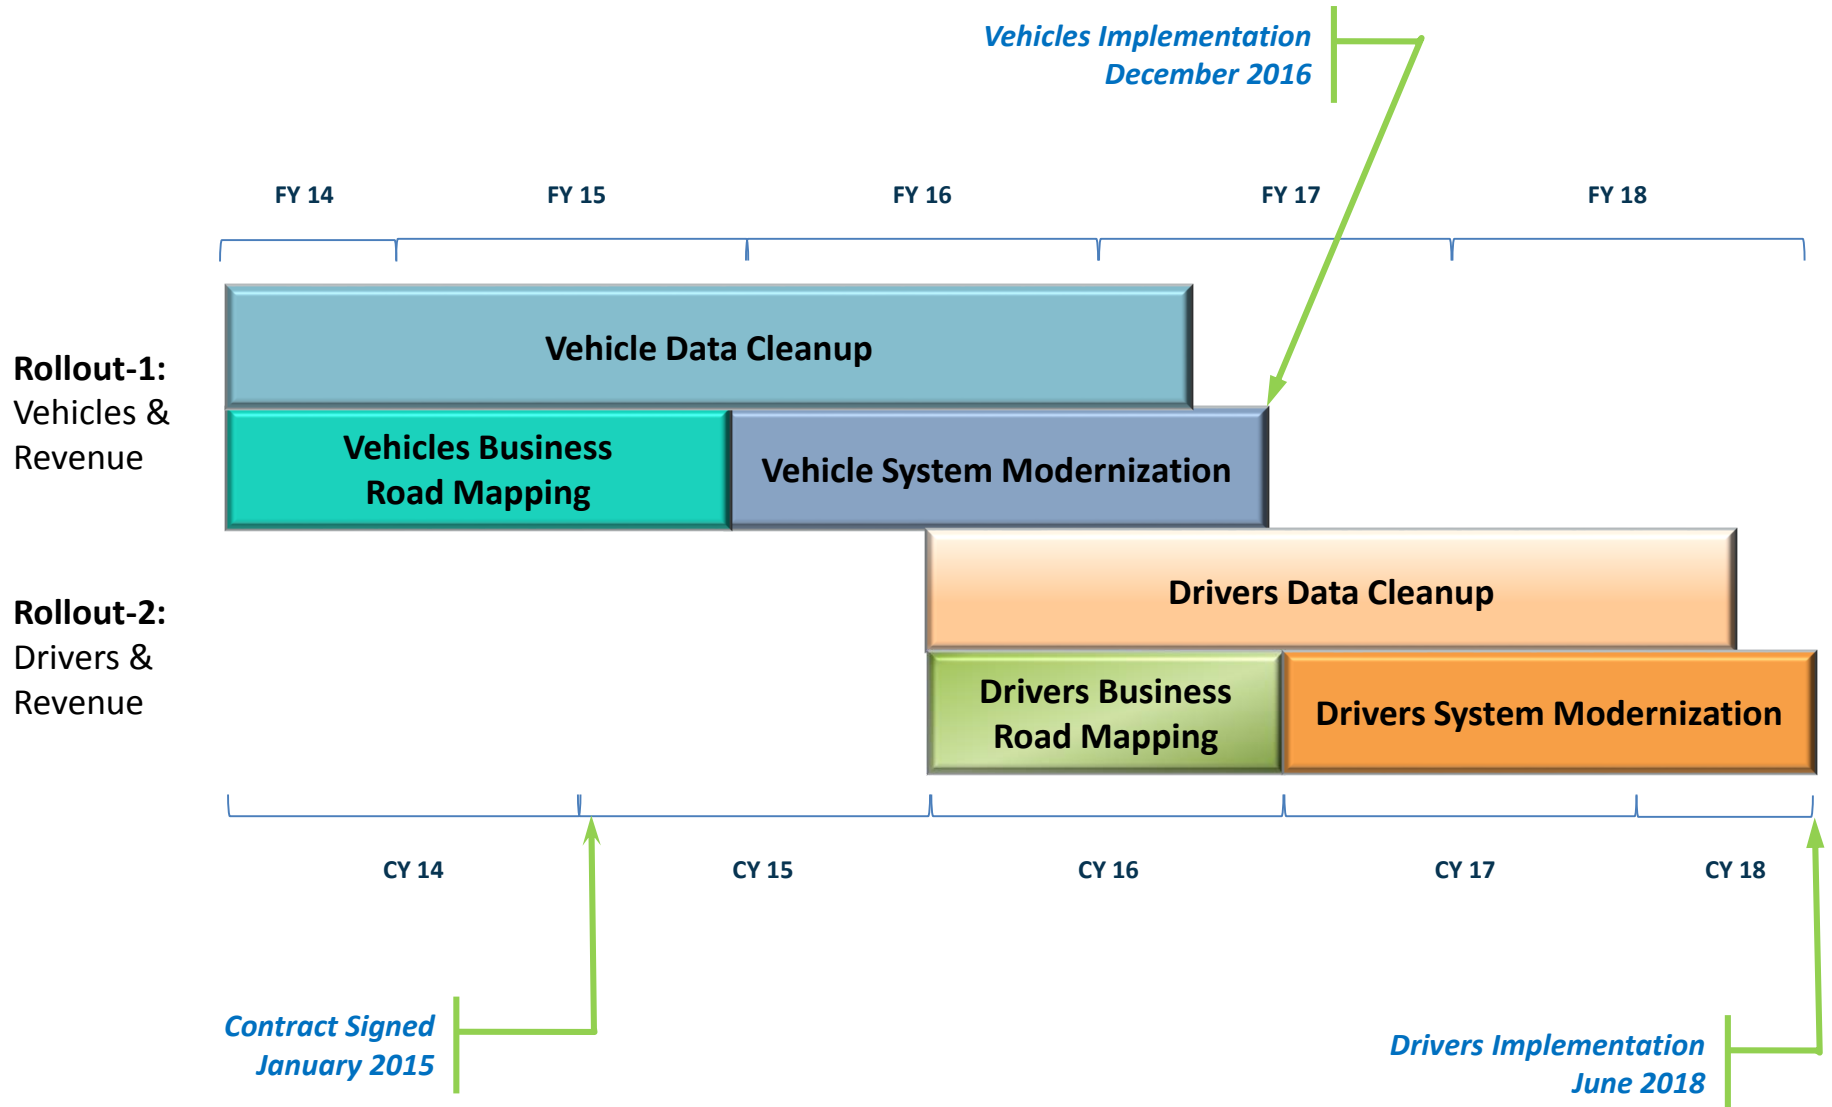 Vehicles Implementation
December 2016
FY 14
FY 15
FY 16
FY 17
FY 18
Rollout-1:
Vehicles &
Revenue
Vehicle Data Cleanup
Vehicles Business
Road Mapping
Vehicle System Modernization
Rollout-2:
Drivers &
Revenue
Drivers Data Cleanup
Drivers Business
Road Mapping
Drivers System Modernization
CY 14
CY 15
CY 16
CY 17
CY 18
Contract Signed
January 2015
Drivers Implementation
June 2018